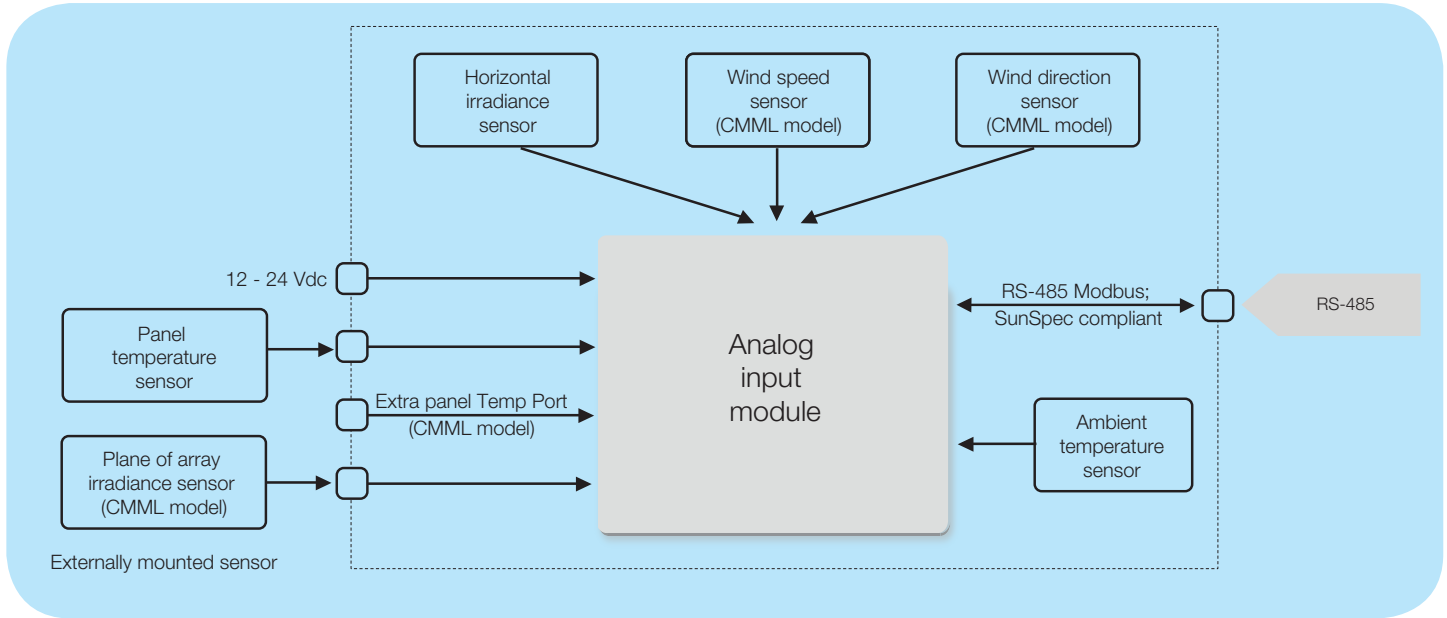 Horizontal
irradiance
sensor
Wind speed
sensor
(CMML model)
Wind direction
sensor
(CMML model)
12 - 24 Vdc
Panel
temperature
sensor
Extra panel Temp Port
(CMML model)
Plane of array
irradiance sensor
(CMML model)
Externally mounted sensor
Analog
input
module
RS-485 Modbus;
SunSpec compliant
RS-485
Ambient
temperature
sensor